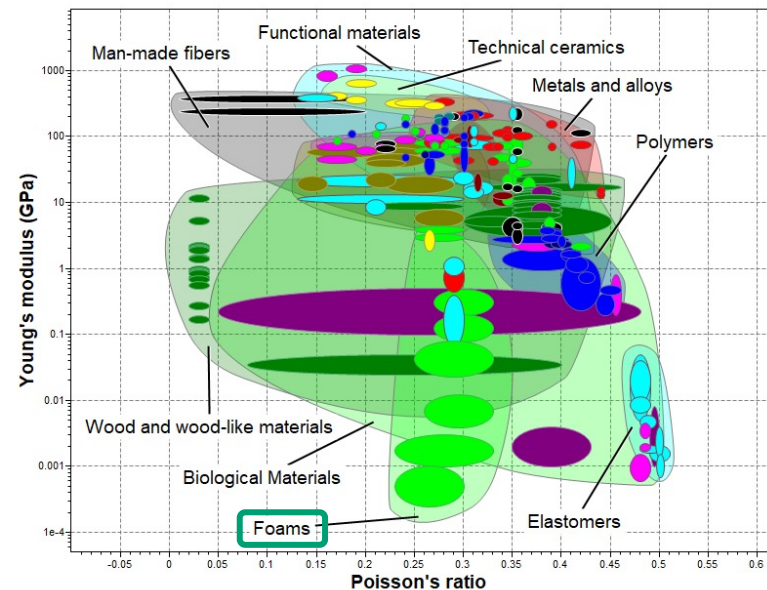 Functional materials
Man-made fibers
Technical ceramics
Metals and alloys
Polymers
Wood and wood-like materials
Biological Materials
Foams
Elastomers
Young's modulus (GPa)
1000
100
10
1
0.1
0.01
0.001
1e-4
-0.05 0 0.05 0.1 0.15 0.2 0.25 0.3 0.35 0.4 0.45 0.5 0.55 0.6
Poisson's ratio